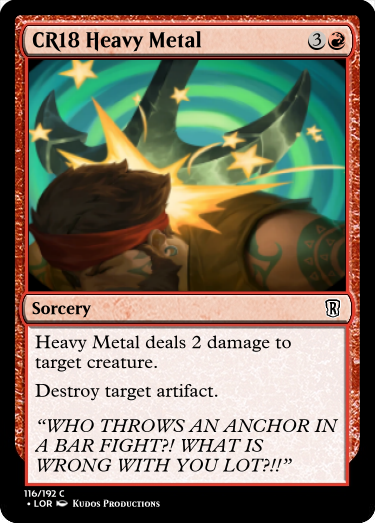 CR18 Heavy Metal 3
Sorcery R
Heavy Metal deals 2 damage to
target creature.
Destroy target artifact.
“WHO THROWS AN ANCHOR IN
A BAR FIGHT?! WHAT IS
WRONG WITH YOU LOT?!!”
116/192 C
• LOR Kudos Productions